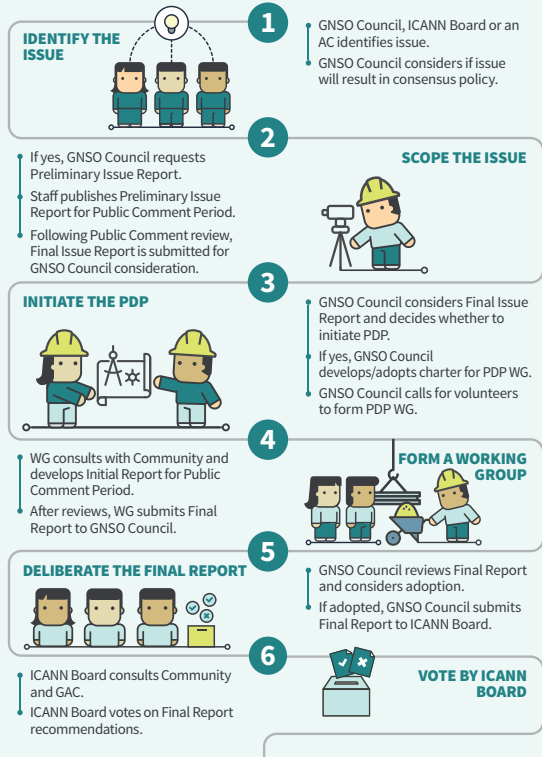 1
IDENTIFY THE
ISSUE
GNSO Council, ICANN Board or an
AC identifies issue.
GNSO Council considers if issue
will result in consensus policy.
2
SCOPE THE ISSUE
If yes, GNSO Council requests
Preliminary Issue Report.
Staff publishes Preliminary Issue
Report for Public Comment Period.
Following Public Comment review,
Final Issue Report is submitted for
GNSO Council consideration.
3
INITIATE THE PDP
GNSO Council considers Final Issue
Report and decides whether to
initiate PDP.
If yes, GNSO Council
develops/adopts charter for PDP WG.
GNSO Council calls for volunteers
to form PDP WG.
4
FORM A WORKING
GROUP
WG consults with Community and
develops Initial Report for Public
Comment Period.
After reviews, WG submits Final
Report to GNSO Council.
5
DELIBERATE THE FINAL REPORT
GNSO Council reviews Final Report
and considers adoption.
If adopted, GNSO Council submits
Final Report to ICANN Board.
6
VOTE BY ICANN
BOARD
ICANN Board consults Community
and GAC.
ICANN Board votes on Final Report
recommendations.